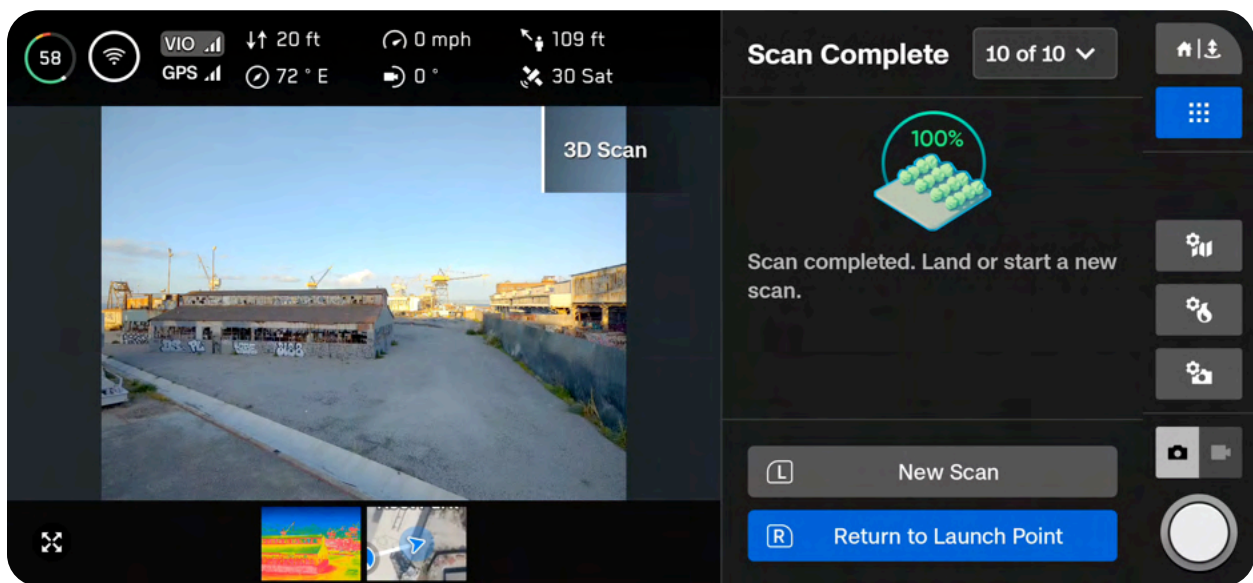 58
VIO
GPS
20 ft
72 ° E
0 mph
0 °
109 ft
30 Sat
3D Scan
Scan Complete
10 of 10
100%
Scan completed. Land or start a new
scan.
L New Scan
R Return to Launch Point